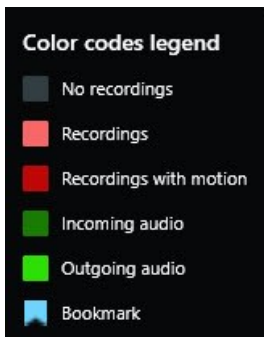 Color codes legend
No recordings
Recordings
Recordings with motion
Incoming audio
Outgoing audio
Bookmark